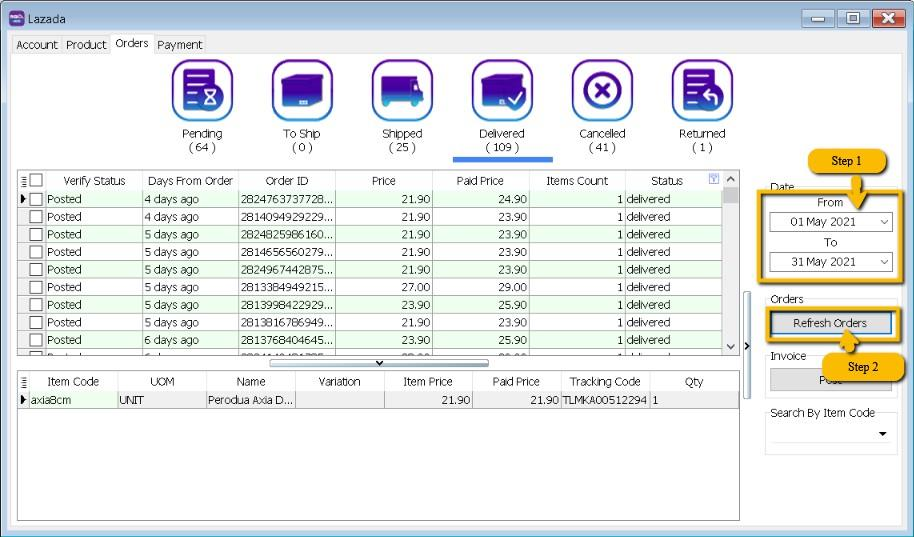 Lazada
Account Product Orders Payment
Pending To Ship Shipped Delivered Cancelled Returned
(64) (0) (25) (109) (41) (1)
Step 1
Verify Status Days From Order Order ID Price Paid Price Items Count Status
Posted 4 days ago 2824763737728... 21.90 24.90 1 delivered
Posted 4 days ago 2814094929229... 21.90 23.90 1 delivered
Posted 5 days ago 2824825986160... 21.90 23.90 1 delivered
Posted 5 days ago 2814656560279... 21.90 23.90 1 delivered
Posted 5 days ago 2824967442875... 21.90 23.90 1 delivered
Posted 5 days ago 2813384949215... 27.00 29.00 1 delivered
Posted 5 days ago 2813998422929... 23.90 25.90 1 delivered
Posted 5 days ago 2813816786949... 21.90 23.90 1 delivered
Posted 6 days ago 2813768404645... 23.90 25.90 1 delivered
Date
From
01 May 2021
To
31 May 2021
Orders
Refresh Orders
Invoice
Step 2
Search By Item Code
Item Code UOM Name Variation Item Price Paid Price Tracking Code Qty
axia8cm UNIT Perodua Axia D... 21.90 21.90 TLMKA00512294 1